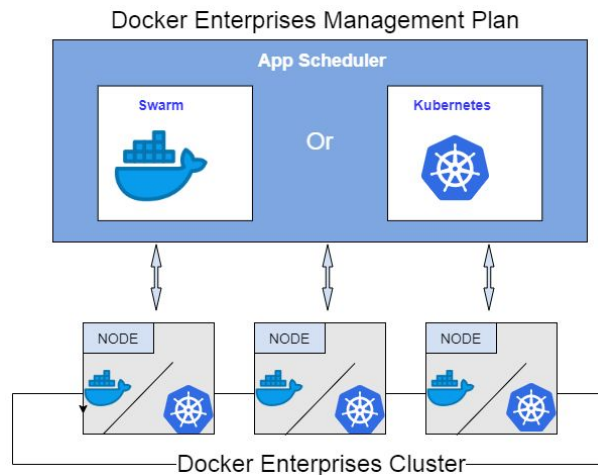 Docker Enterprises Management Plan
App Scheduler
Swarm
Or
Kubernetes
NODE
NODE
NODE
Docker Enterprises Cluster